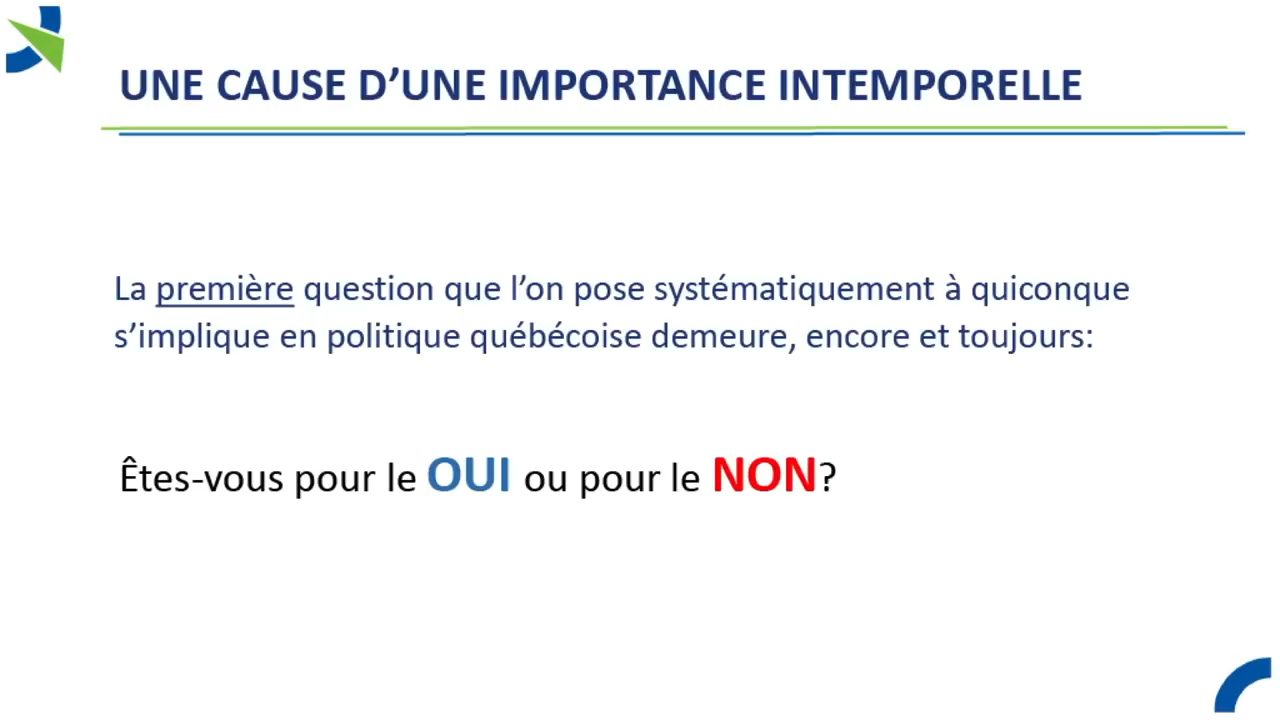 UNE CAUSE D’UNE IMPORTANCE INTEMPORELLE
La première question que l’on pose systématiquement à quiconque
s’implique en politique québécoise demeure, encore et toujours:
Êtes-vous pour le OUI ou pour le NON?